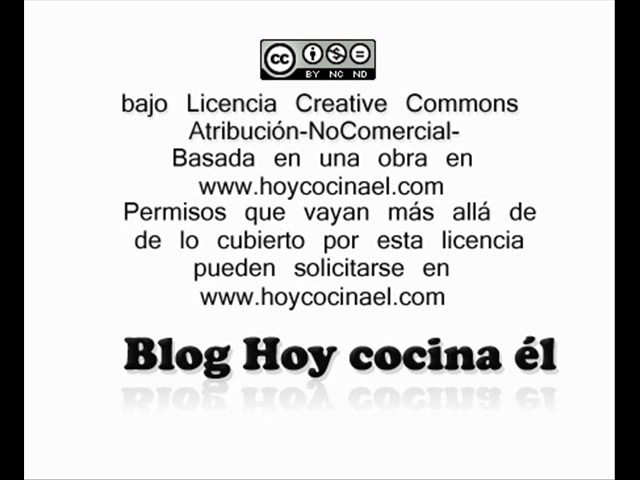 cc
BY NC ND
bajo Licencia Creative Commons
Atribución-NoComercial-
Basada en una obra en
www.hoycocinael.com
Permisos que vayan más allá de
de lo cubierto por esta licencia
pueden solicitarse en
www.hoycocinael.com
Blog Hoy cocina él